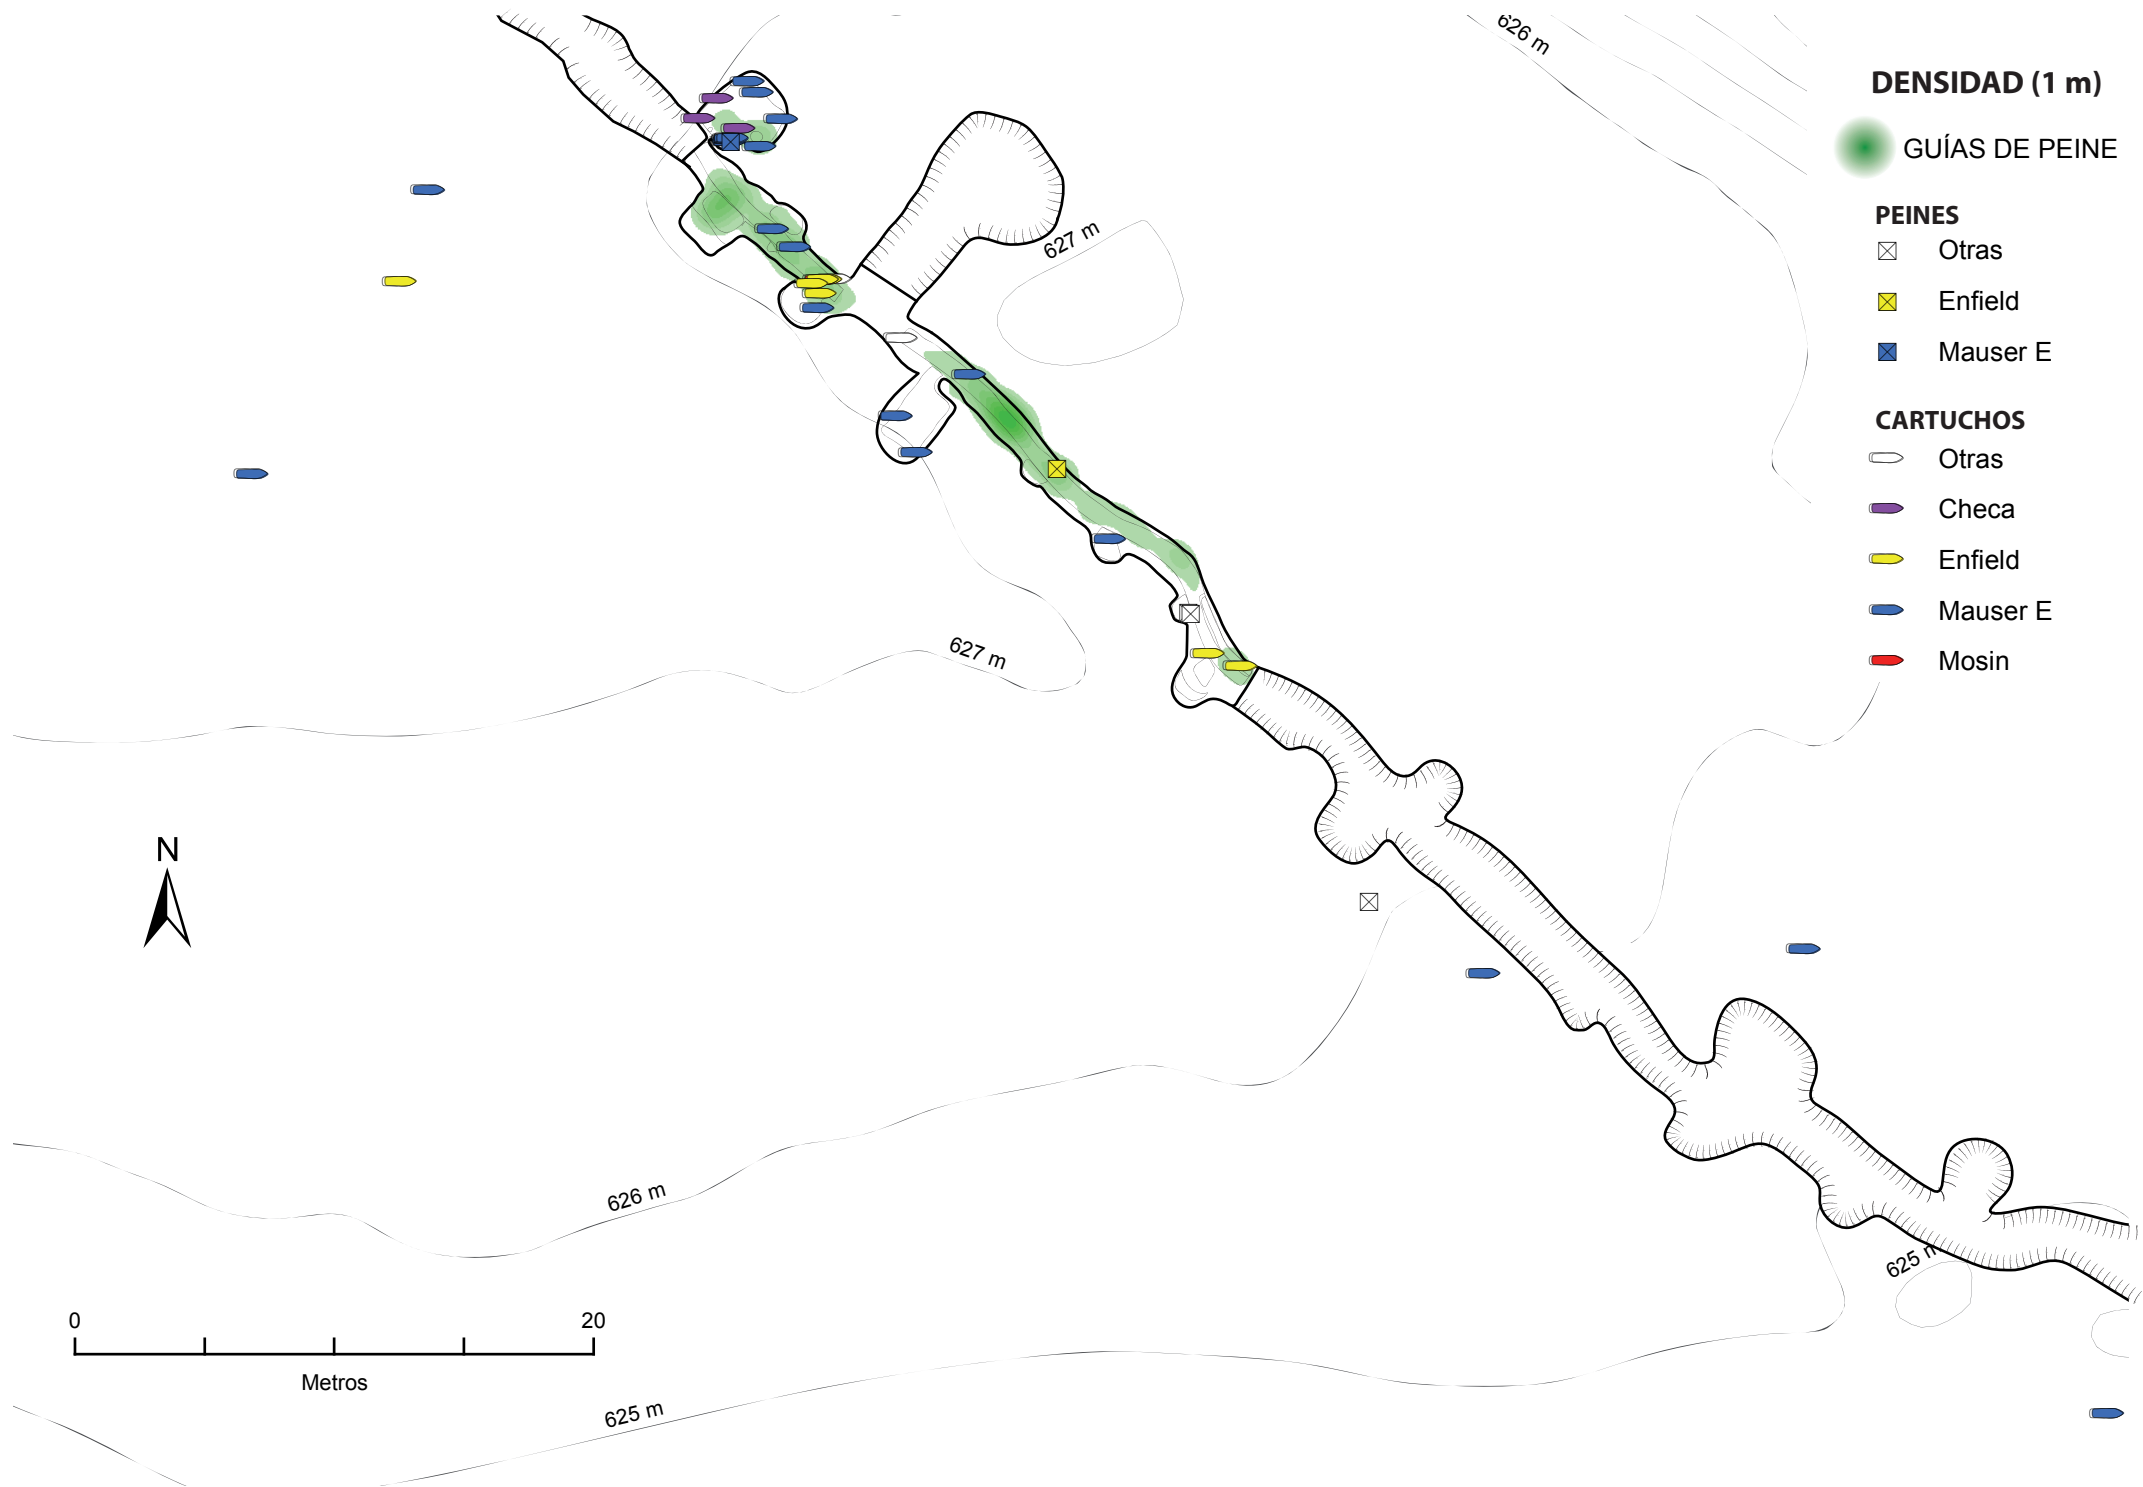 626 m
627 m
627 m
626 m
625 m
625 m
N
0 20
Metros
DENSIDAD (1 m)
GUÍAS DE PEINE
PEINES
Otras
Enfield
Mauser E
CARTUCHOS
Otras
Checa
Enfield
Mauser E
Mosin